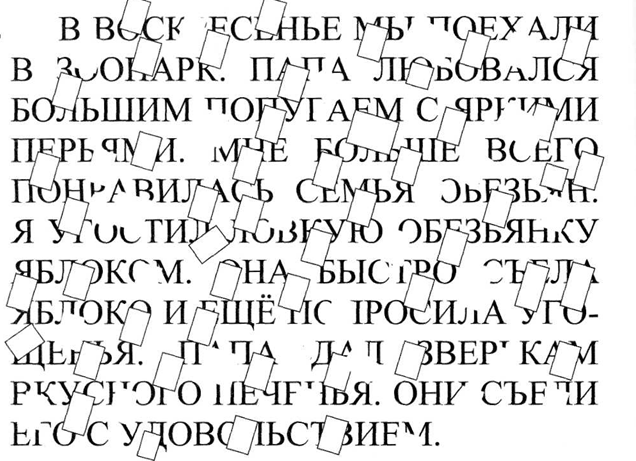 В ВОСКРЕСЕНЬЕ МЫ ПОЕХАЛИ
В ЗООПАРК. ПАПА ЛЮБОВАЛСЯ
БОЛЬШИМ ПОПУГАЕМ С ЯРКИМИ
ПЕРЬЯМИ. МНЕ БОЛЬШЕ ВСЕГО
ПОНРАВИЛАСЬ СЕМЬЯ ОБЕЗЬЯН.
Я УГОСТИЛ ЛОВКУЮ ОБЕЗЬЯНКУ
ЯБЛОКОМ. ОНА БЫСТРО СЪЕЛА
ЯБЛОКО И ЕЩЁ ПОПРОСИЛА УГО-
ЩЕНЬЯ. ПАПА ДАЛ ЗВЕРЬКАМ
ВКУСНОГО ПЕЧЕНЬЯ. ОНИ СЪЕЛИ
ЕГО С УДОВОЛЬСТВИЕМ.